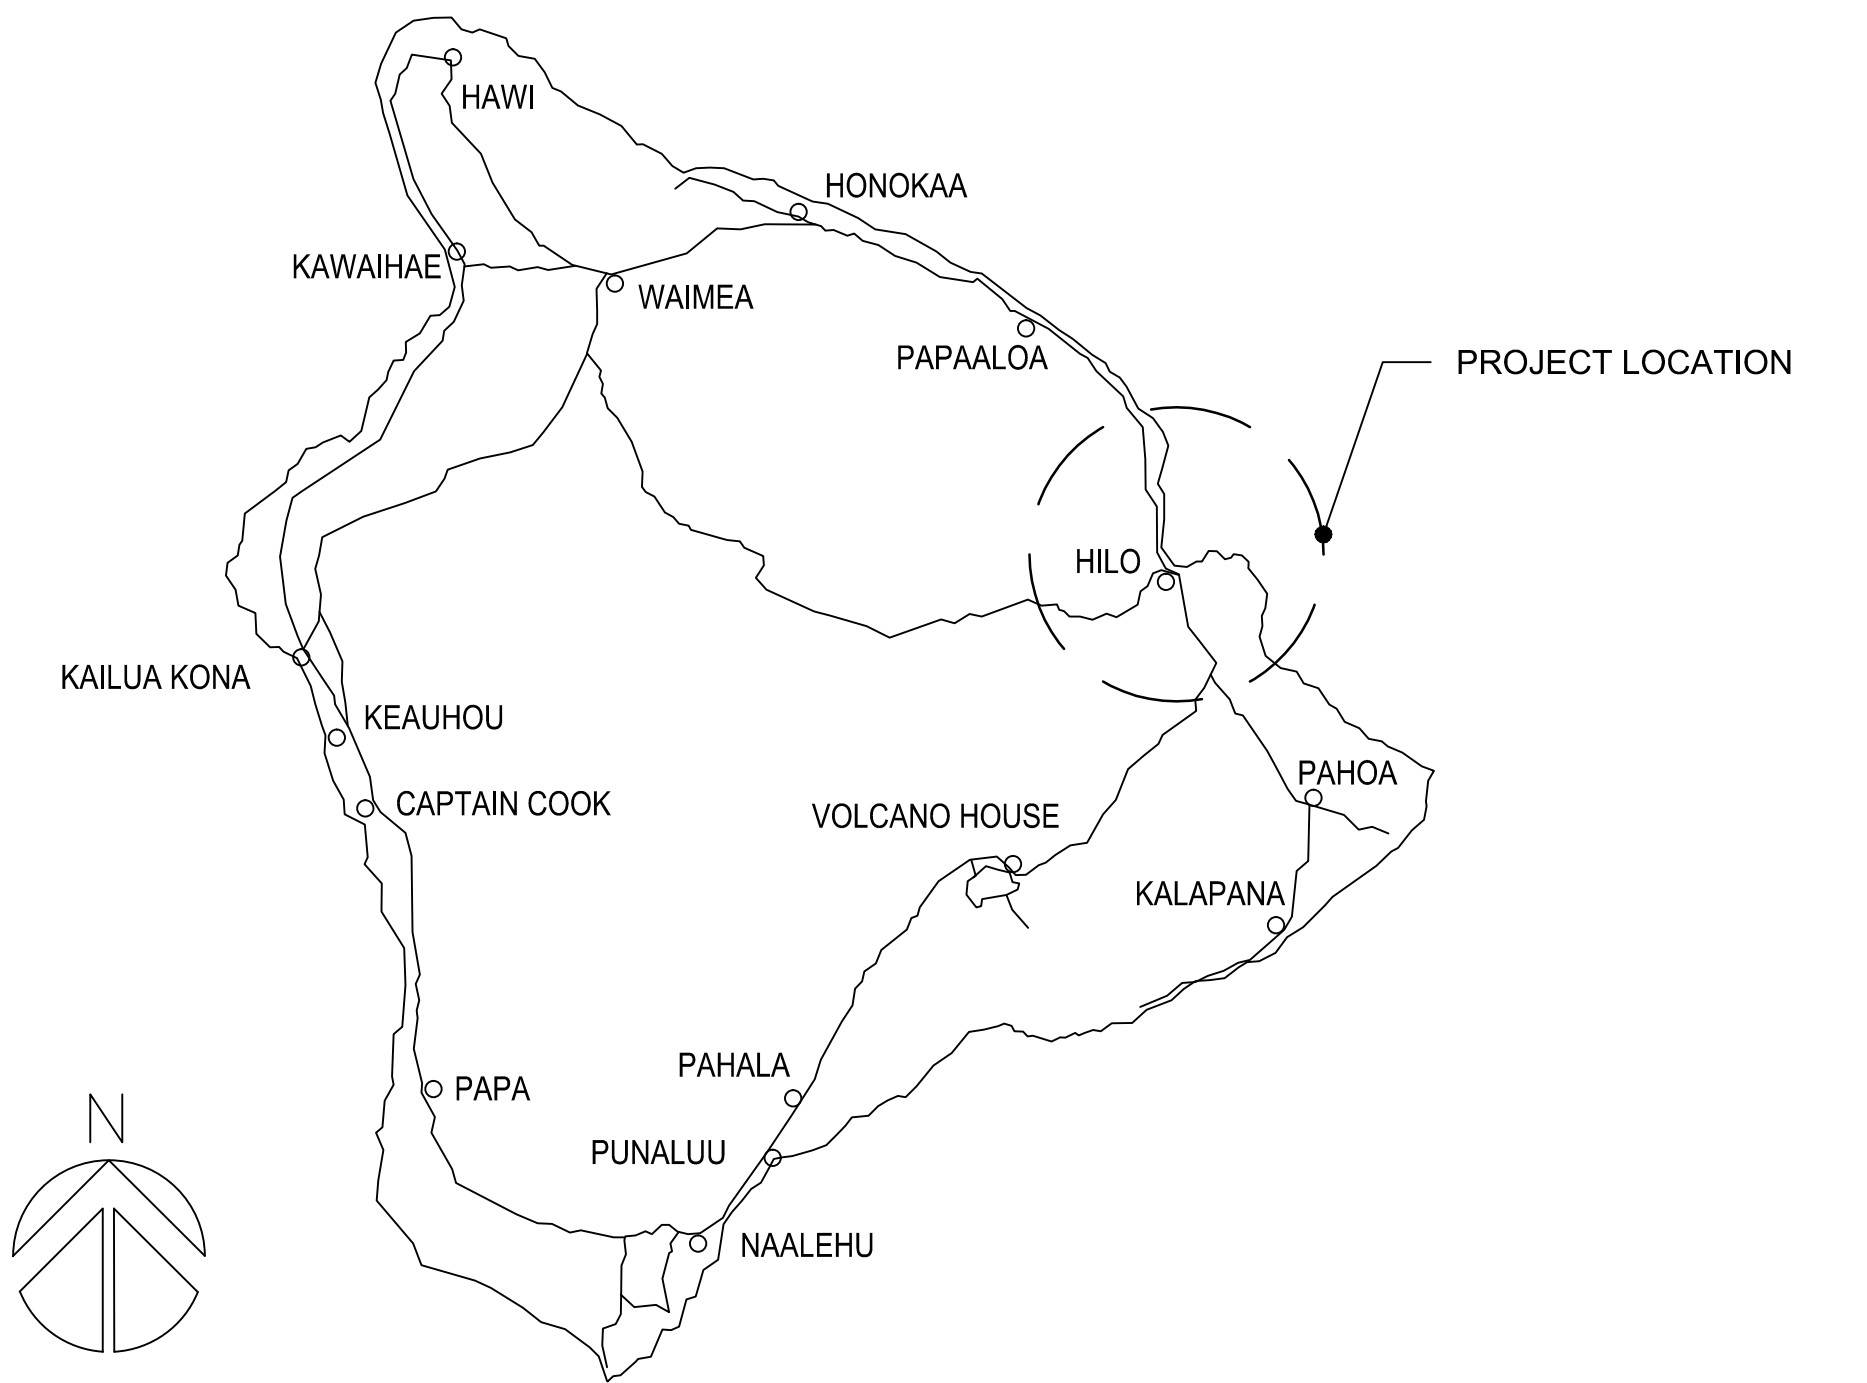 HAWI
HONOKAA
KAWAIHAE
WAIMEA
PAPAALOA
PROJECT LOCATION
HILO
KAILUA KONA
KEAUHOU
PAHOA
CAPTAIN COOK
VOLCANO HOUSE
KALAPANA
PAHALA
PAPA
N
PUNALUU
NAALEHU